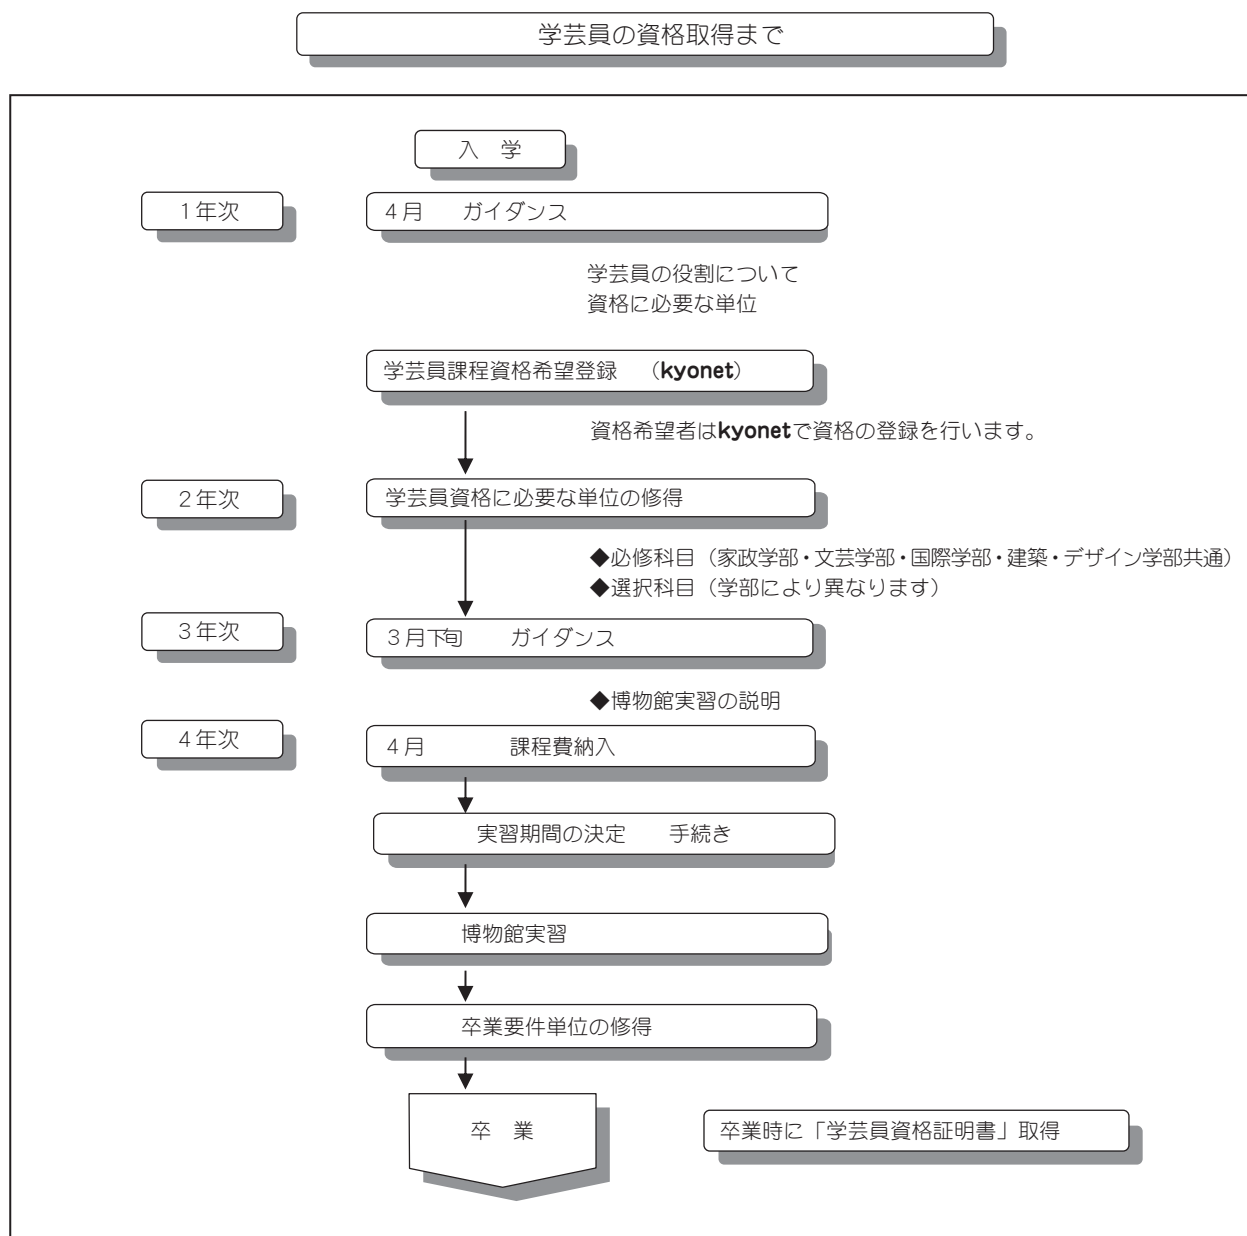 学芸員の資格取得まで
入 学
1年次
4月 ガイダンス
学芸員の役割について
資格に必要な単位
学芸員課程資格希望登録 （kyonet）
資格希望者はkyonetで資格の登録を行います。
2年次
学芸員資格に必要な単位の修得
◆必修科目（家政学部・文芸学部・国際学部・建築・デザイン学部共通）
◆選択科目（学部により異なります）
3年次
3月下旬 ガイダンス
◆博物館実習の説明
4年次
4月 課程費納入
実習期間の決定 手続き
博物館実習
卒業要件単位の修得
卒 業
卒業時に「学芸員資格証明書」取得